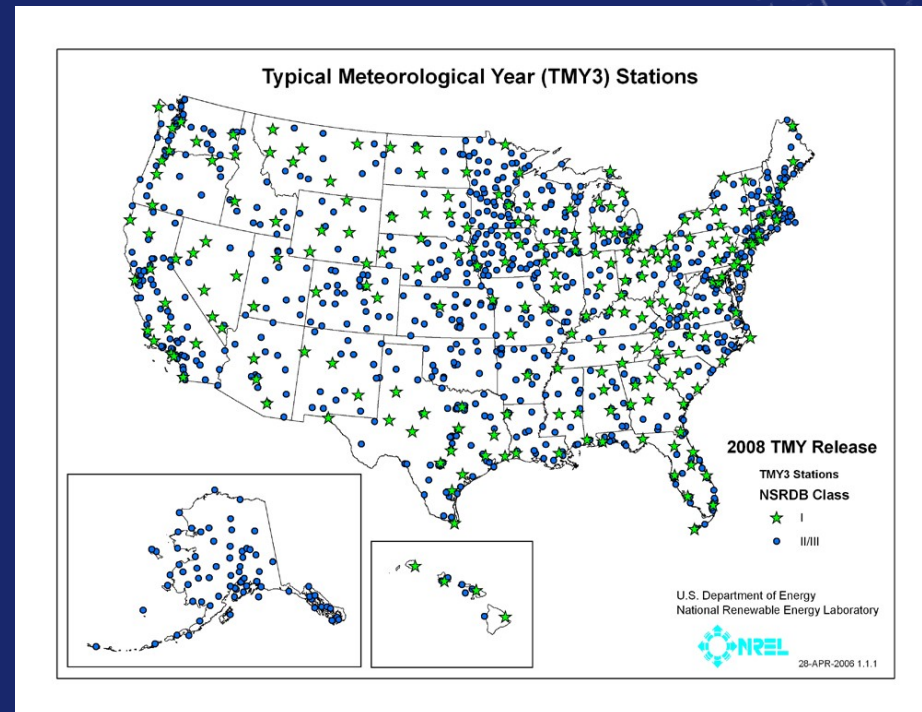 Typical Meteorological Year (TMY3) Stations
2008 TMY Release
TMY3 Stations
NSRDB Class
I
II/III
U.S. Department of Energy
National Renewable Energy Laboratory
NREL
28-APR-2006 1.1.1